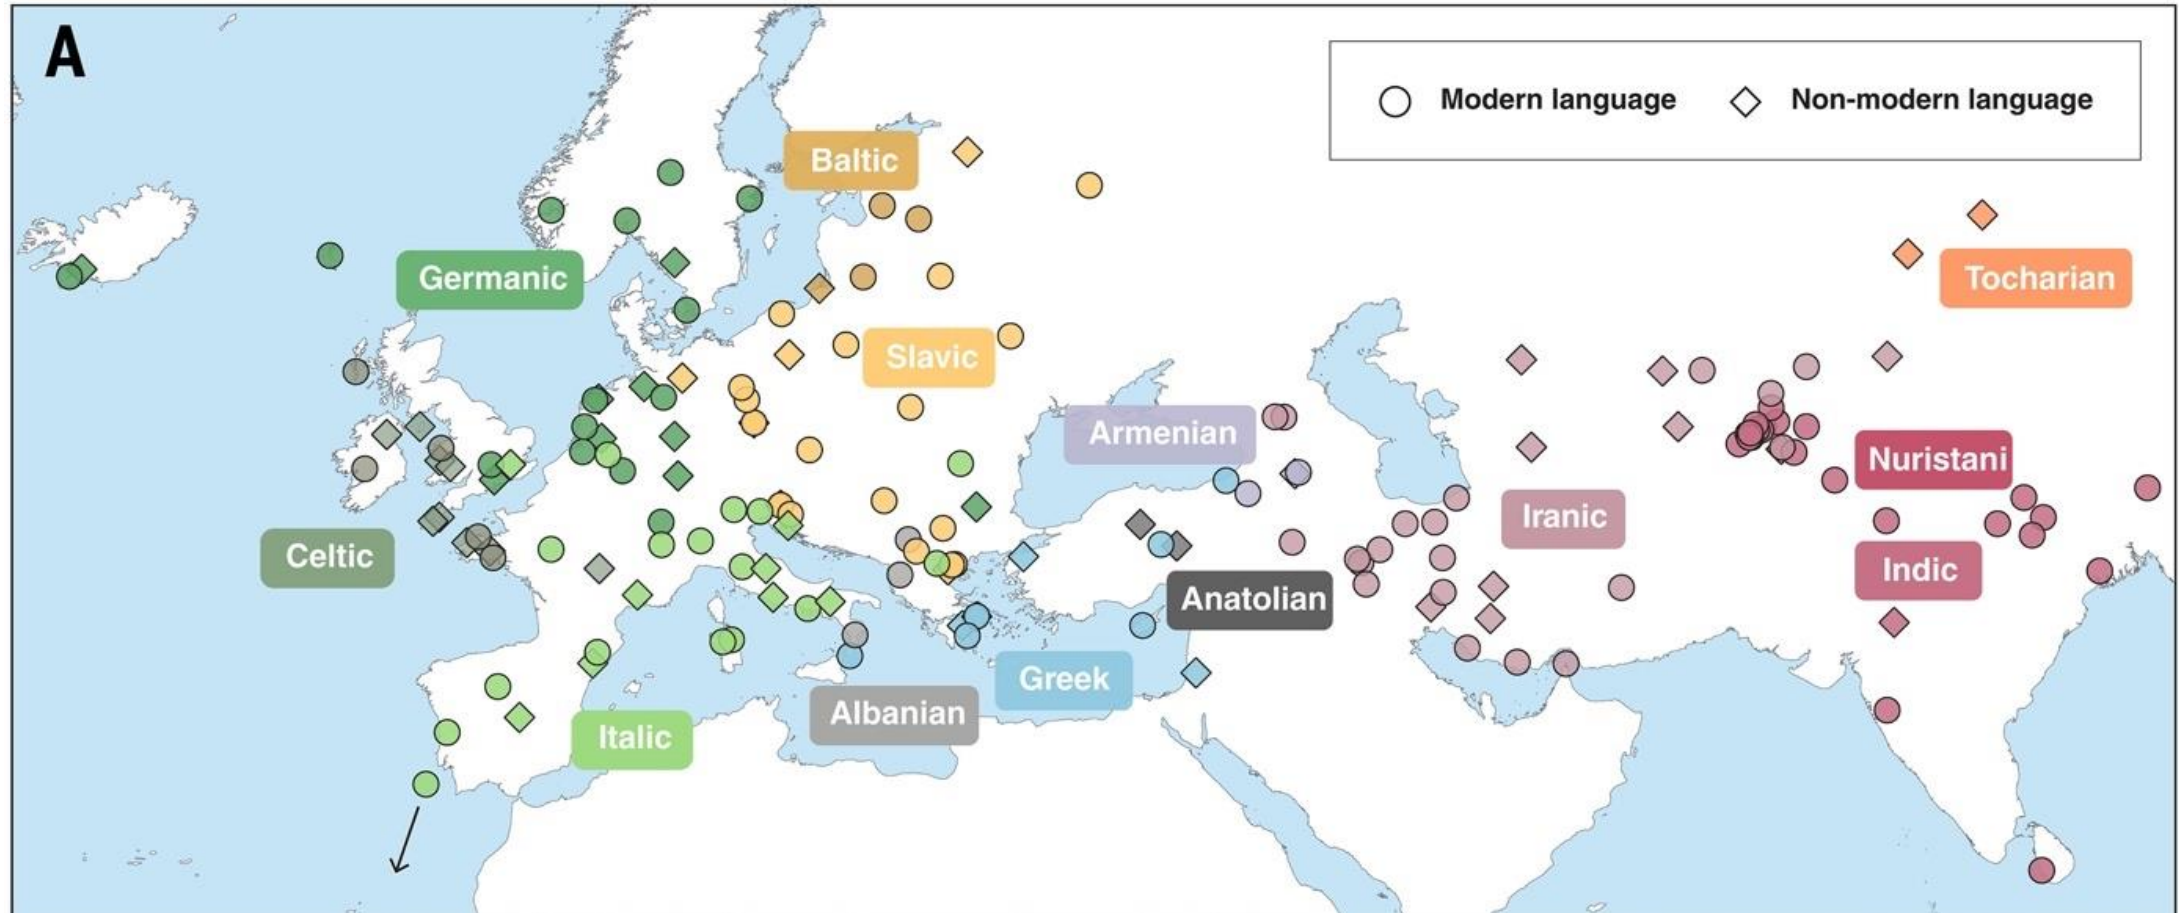 A
Modern language
Non-modern language
Baltic
Germanic
Tocharian
Slavic
Armenian
Nuristani
Iranic
Celtic
Indic
Anatolian
Greek
Albanian
Italic